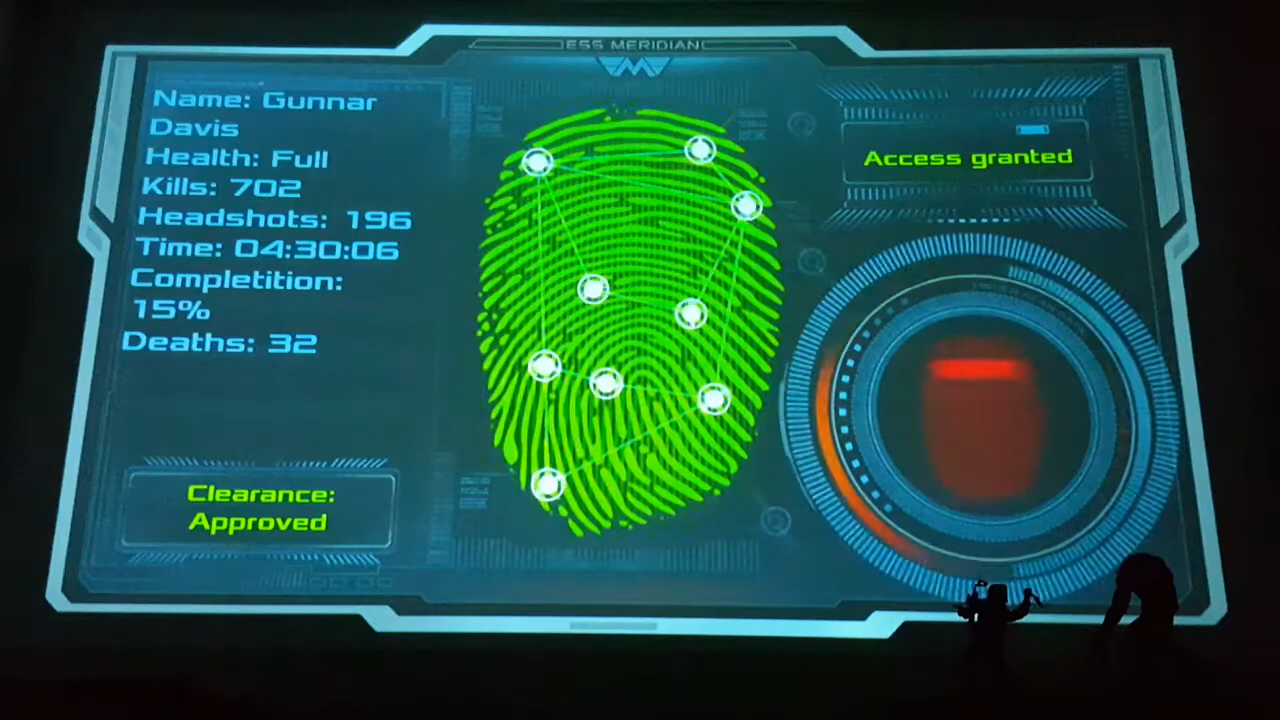 ESS MERIDIAN
Name: Gunnar
Davis
Health: Full
Kills: 702
Headshots: 196
Time: 04:30:06
Completition:
15%
Deaths: 32
Clearance:
Approved
Access granted